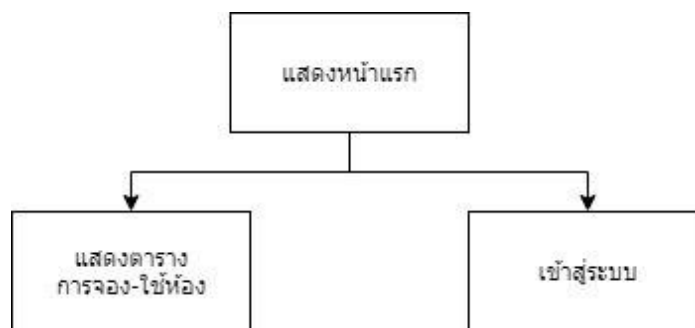 แสดงหน้าแรก
แสดงตาราง
การจอง-ใช้ห้อง
เข้าสู่ระบบ